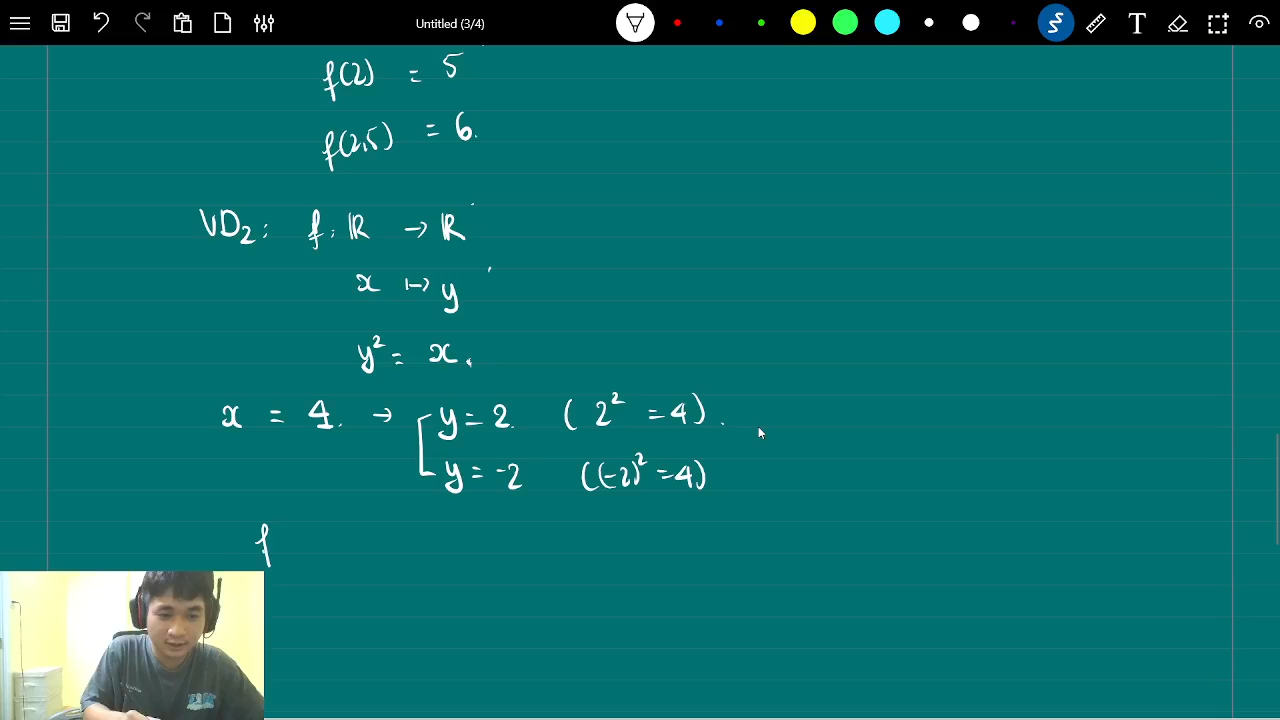 Untitled (3/4)
f(2) = 5
f(2,5) = 6.
VD2: f: ℝ → ℝ
x ↦ y
y² = x.
x = 4. → [ y = 2. ( 2² = 4).
y = -2 ((-2)² = 4)
f